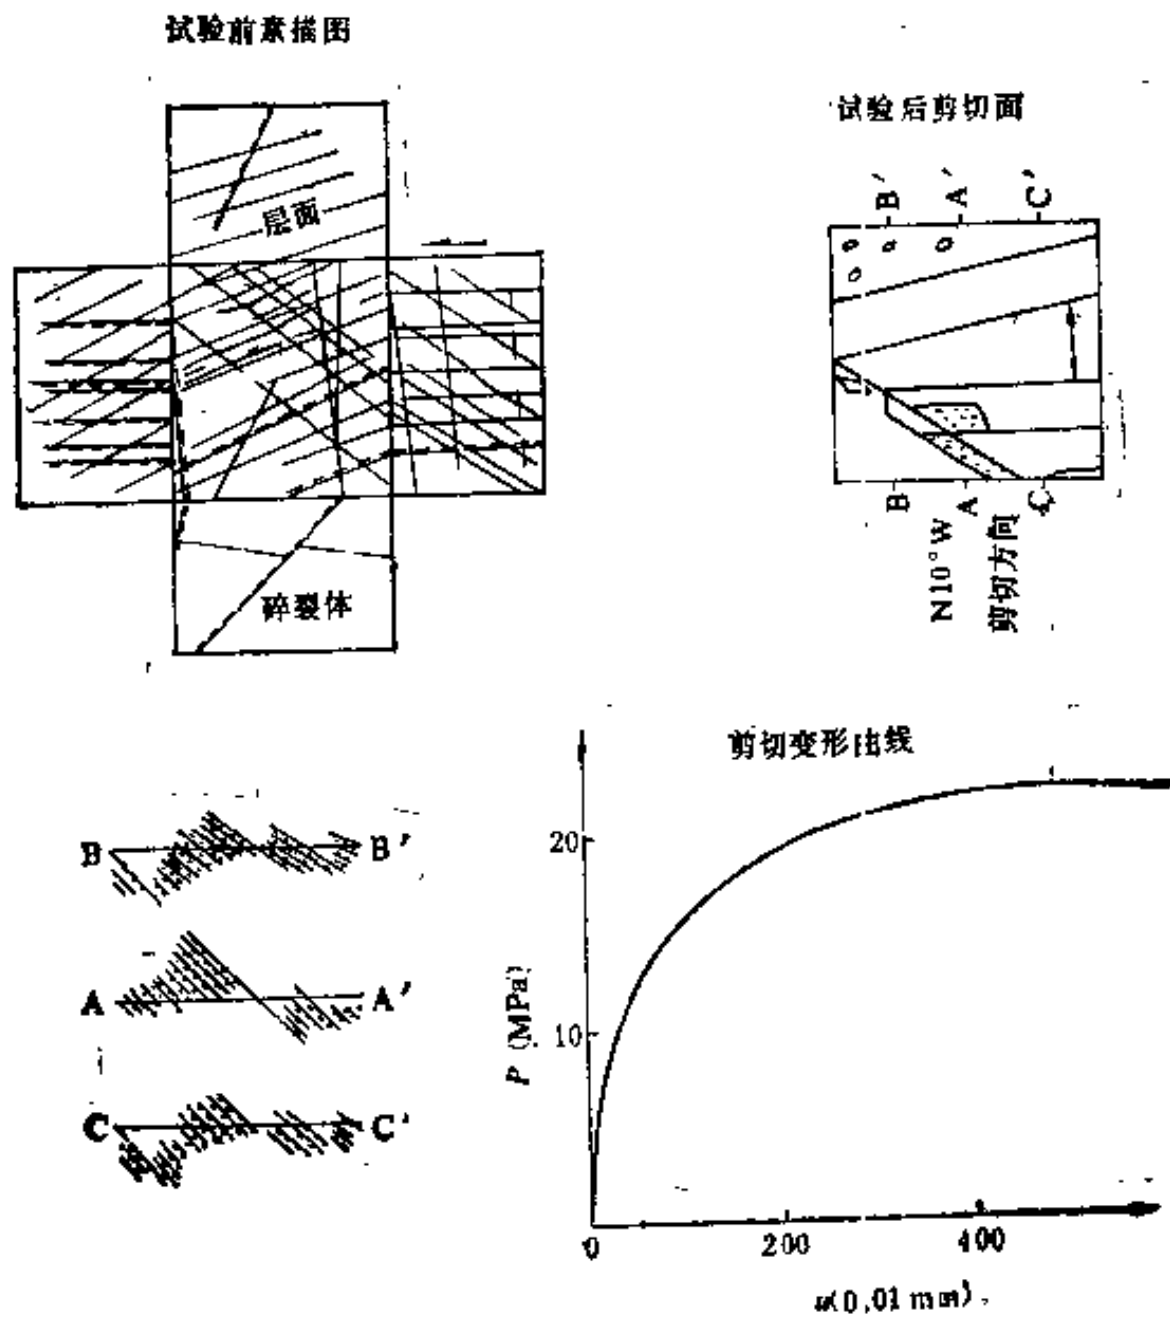 试验前素描图
层面
碎裂体
试验后剪切面
B′
A′
C′
B
A
C
N10°W
剪切方向
B
B′
A
A′
C
C′
剪切变形曲线
20
10
P (MPa)
0
200
400
u(0.01 mm)